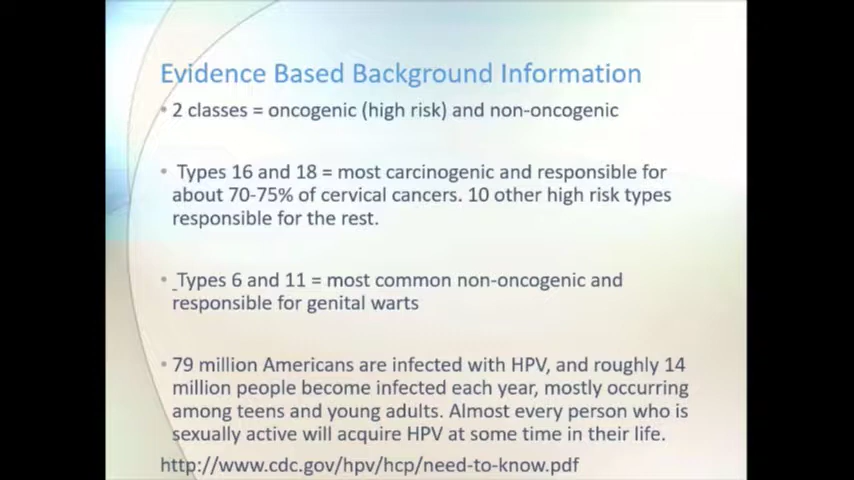 Evidence Based Background Information
• 2 classes = oncogenic (high risk) and non-oncogenic
• Types 16 and 18 = most carcinogenic and responsible for
about 70-75% of cervical cancers. 10 other high risk types
responsible for the rest.
• Types 6 and 11 = most common non-oncogenic and
responsible for genital warts
• 79 million Americans are infected with HPV, and roughly 14
million people become infected each year, mostly occurring
among teens and young adults. Almost every person who is
sexually active will acquire HPV at some time in their life.
http://www.cdc.gov/hpv/hcp/need-to-know.pdf